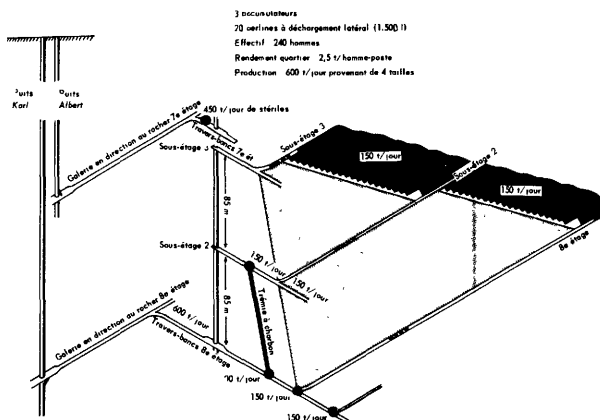 3 accumulateurs
20 berlines à déchargement latéral (1.500 l)
Effectif 240 hommes
Rendement quartier 2,5 t/homme-poste
Production 600 t/jour provenant de 4 tailles
Puits Karl
Puits Albert
450 t/jour de stériles
Galerie en direction au rocher 7e étage
Travers-bancs 7e ét
Sous-étage 3
Sous-étage 3
150 t/jour
Sous-étage 2
150 t/jour
8e étage
85 m
Sous-étage 2
150 t/jour
150 t/jour
85 m
Trémie à charbon
Galerie en direction au rocher 8e étage
600 t/jour
Travers-bancs 8e étage
00 t/jour
150 t/jour
150 t/jour